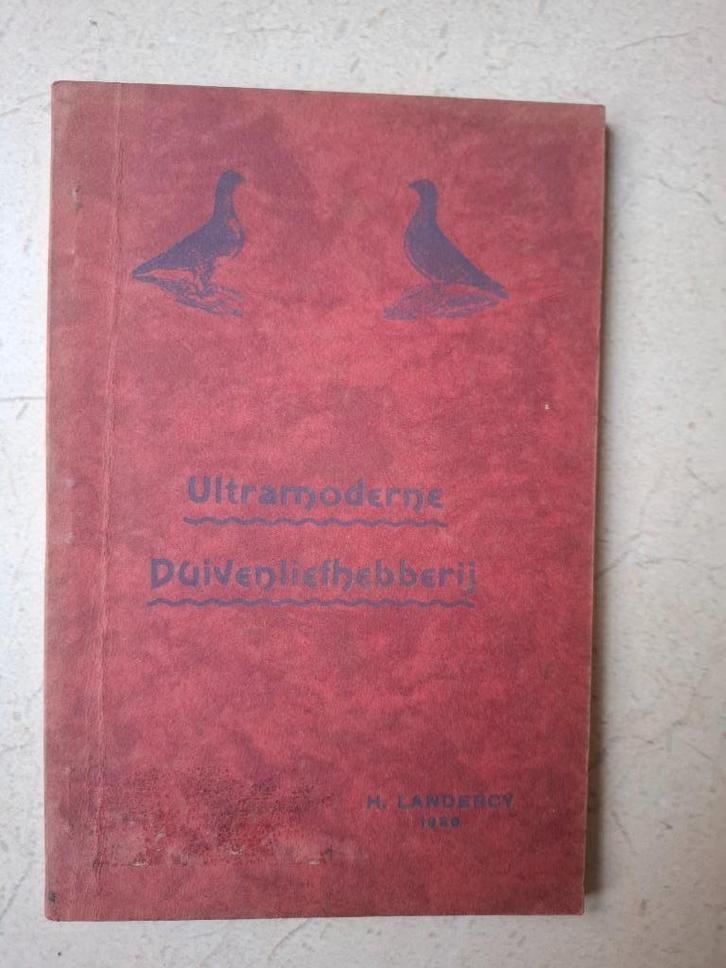 Ultramoderne
Duivenliefhebberij
H. LANDERCY